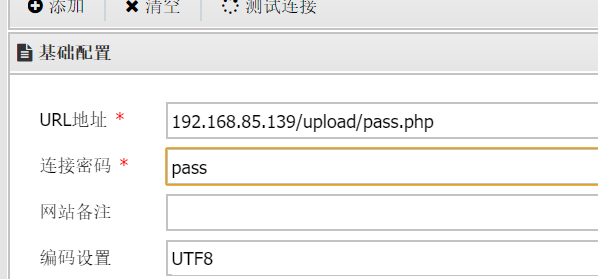 添加 清空 测试连接
基础配置
URL地址 * 192.168.85.139/upload/pass.php
连接密码 * pass
网站备注
编码设置 UTF8